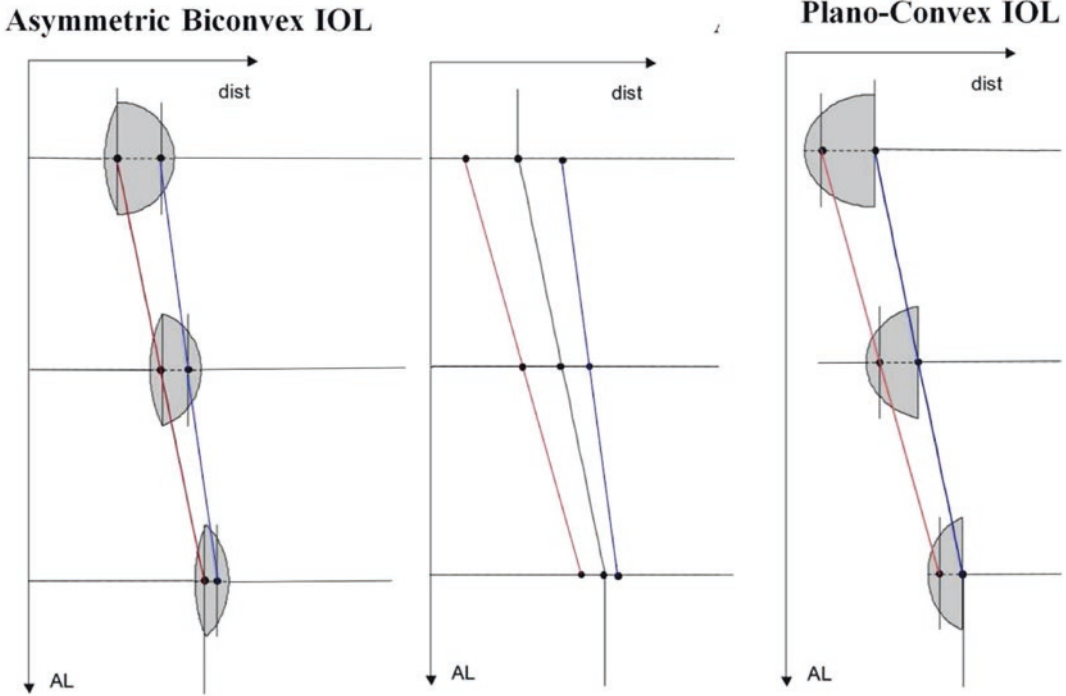 Asymmetric Biconvex IOL
Plano-Convex IOL
dist
dist
dist
AL
AL
AL